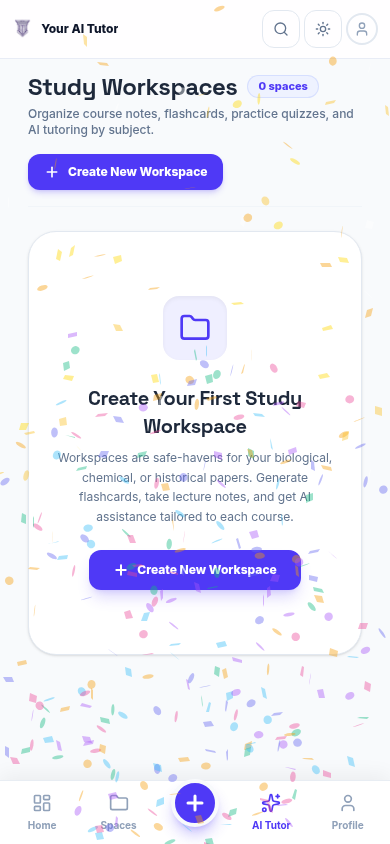 Your AI Tutor
Study Workspaces
0 spaces
Organize course notes, flashcards, practice quizzes, and
AI tutoring by subject.
Create New Workspace
Create Your First Study
Workspace
Workspaces are safe-havens for your biological,
chemical, or historical papers. Generate
flashcards, take lecture notes, and get AI
assistance tailored to each course.
Create New Workspace
Home
Spaces
AI Tutor
Profile